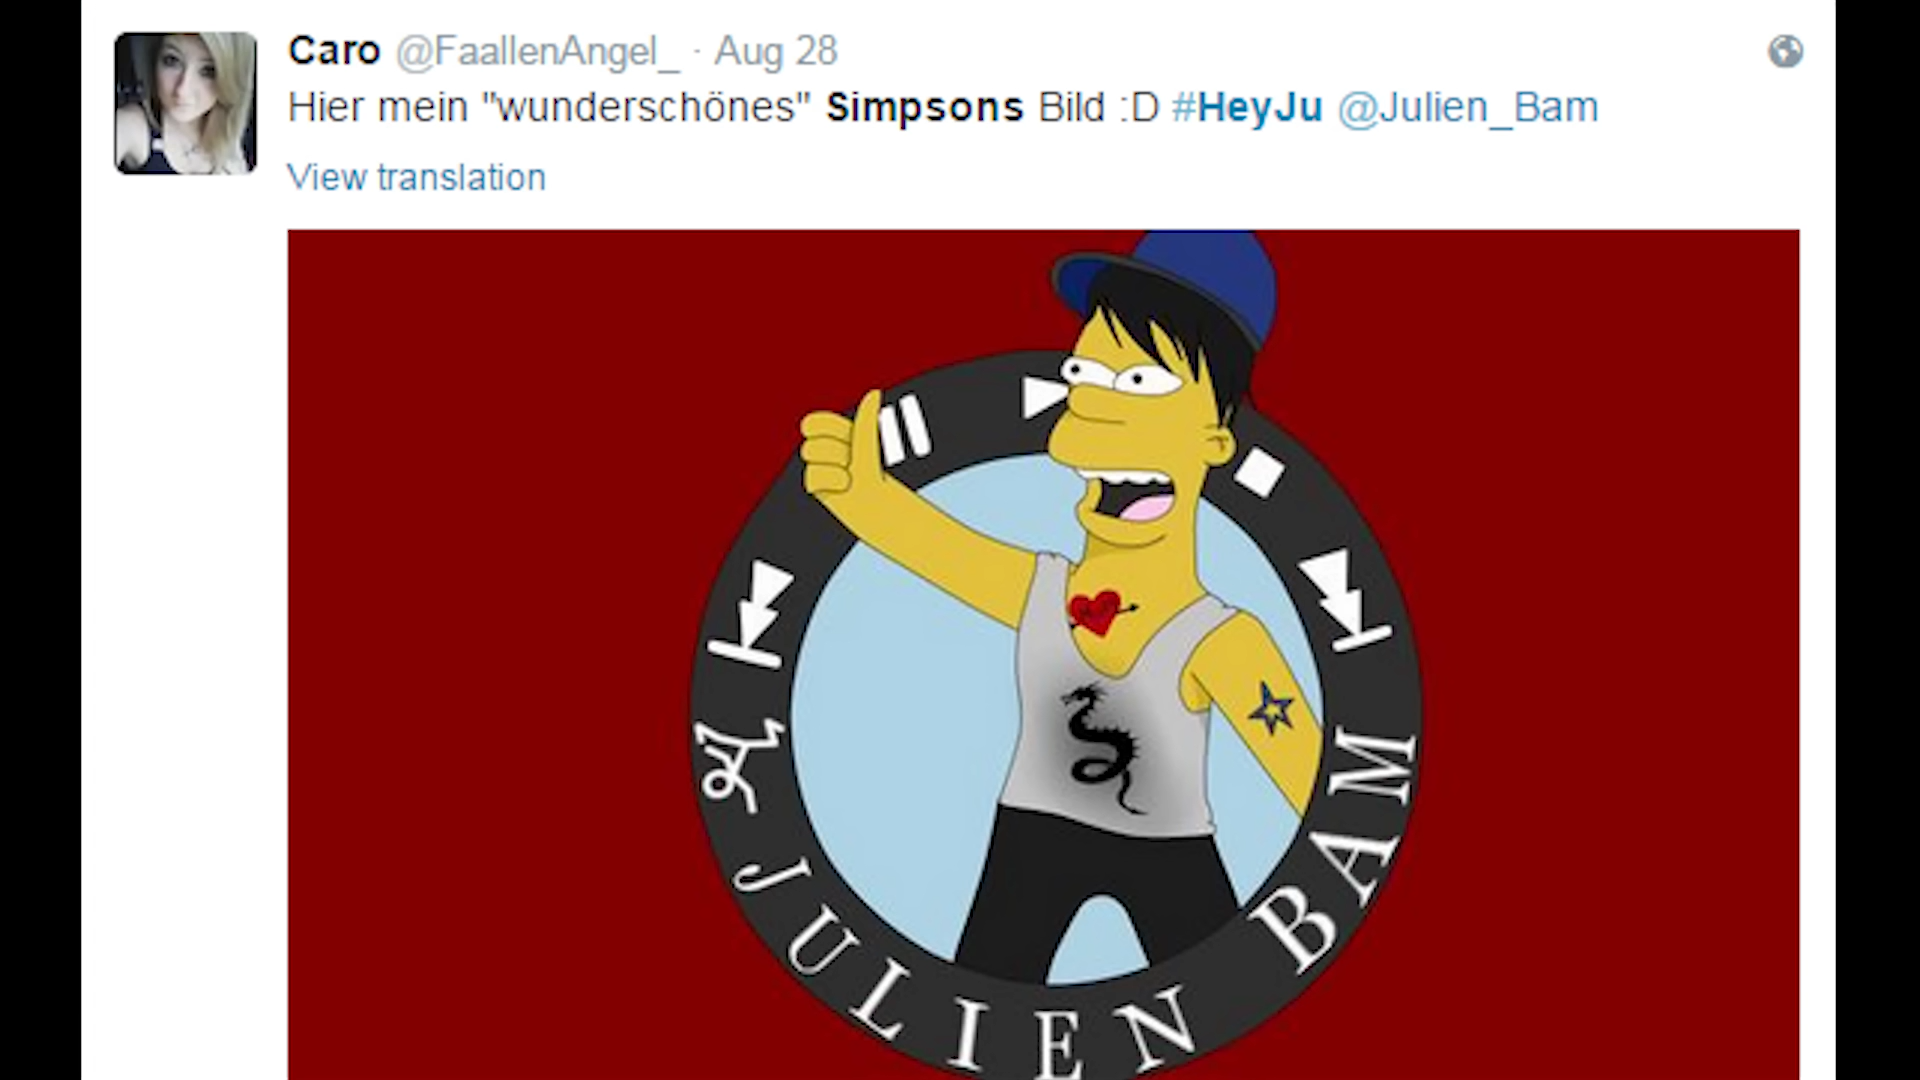 Caro @FaallenAngel_ · Aug 28
Hier mein "wunderschönes" Simpsons Bild :D #HeyJu @Julien_Bam
View translation
JULIEN BAM